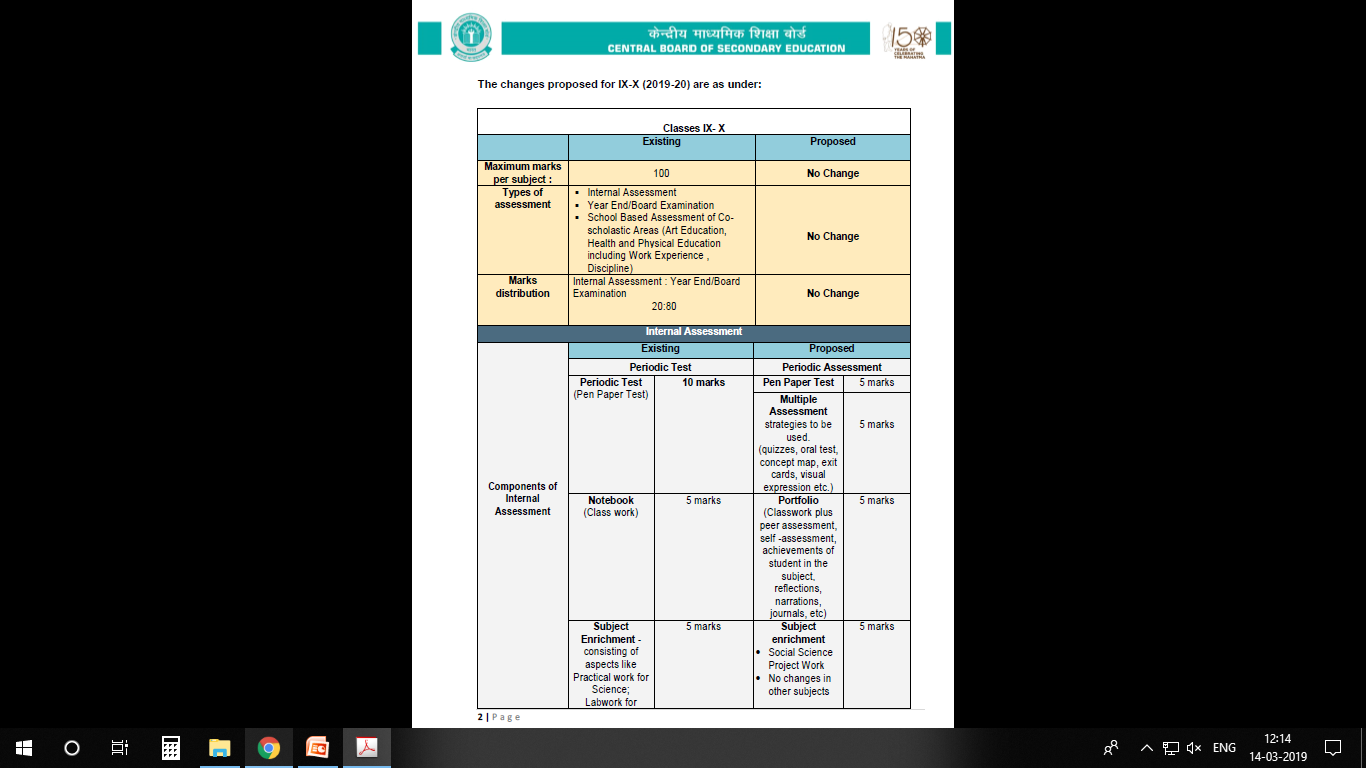 केन्द्रीय माध्यमिक शिक्षा बोर्ड
CENTRAL BOARD OF SECONDARY EDUCATION
150
YEARS OF
CELEBRATING
THE MAHATMA
The changes proposed for IX-X (2019-20) are as under:
Classes IX- X
Existing
Proposed
Maximum marks
per subject :
100
No Change
Types of
assessment
▪ Internal Assessment
▪ Year End/Board Examination
▪ School Based Assessment of Co-
scholastic Areas (Art Education,
Health and Physical Education
including Work Experience ,
Discipline)
No Change
Marks
distribution
Internal Assessment : Year End/Board
Examination
20:80
No Change
Internal Assessment
Existing
Proposed
Periodic Test
Periodic Assessment
Components of
Internal
Assessment
Periodic Test
(Pen Paper Test)
10 marks
Pen Paper Test
5 marks
Multiple
Assessment
strategies to be
used.
(quizzes, oral test,
concept map, exit
cards, visual
expression etc.)
5 marks
Notebook
(Class work)
5 marks
Portfolio
(Classwork plus
peer assessment,
self -assessment,
achievements of
student in the
subject,
reflections,
narrations,
journals, etc)
5 marks
Subject
Enrichment -
consisting of
aspects like
Practical work for
Science;
Labwork for
5 marks
Subject
enrichment
• Social Science
Project Work
• No changes in
other subjects
5 marks
2 | Page
ENG
12:14
14-03-2019